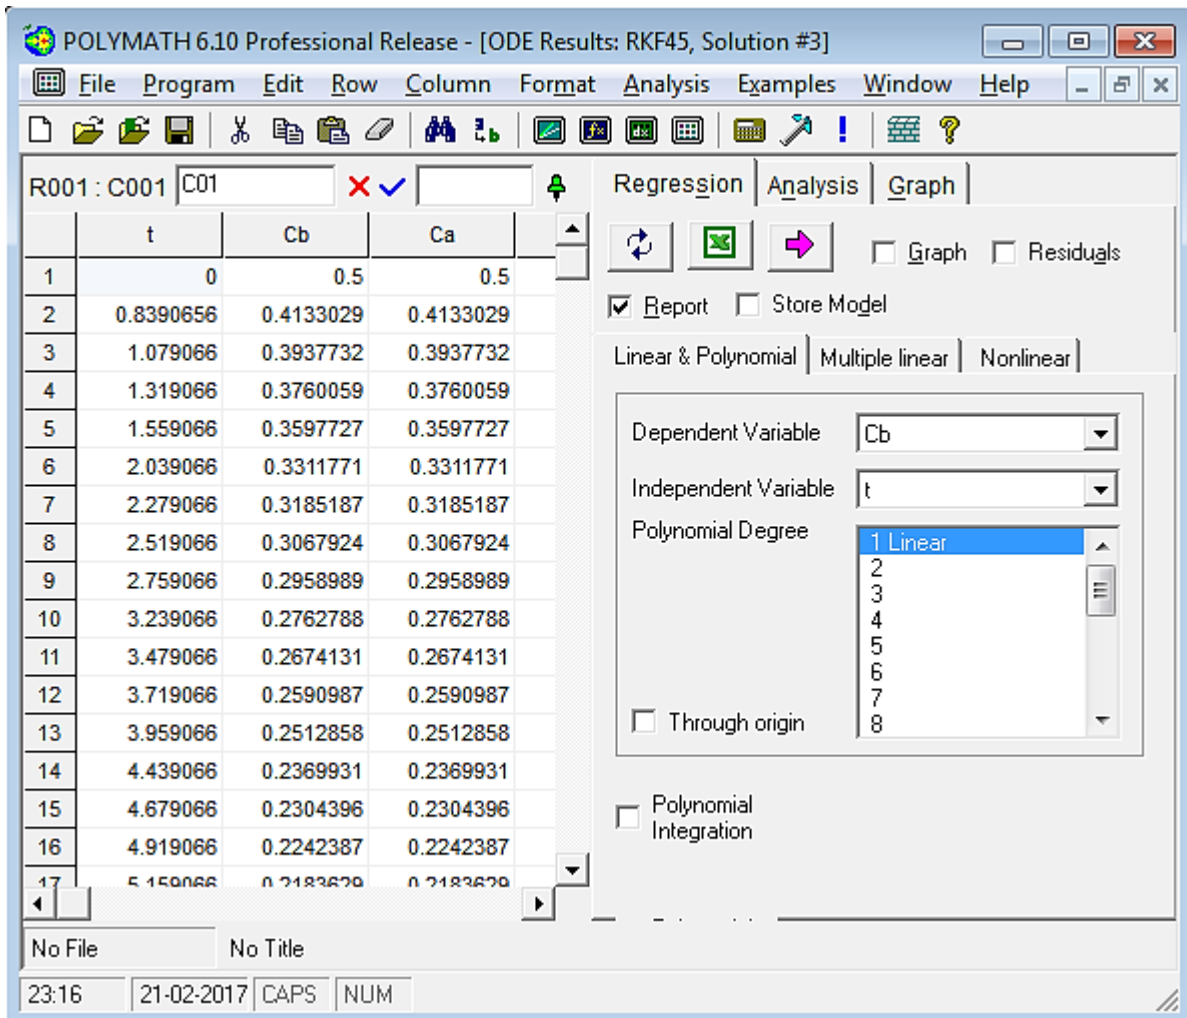 POLYMATH 6.10 Professional Release - [ODE Results: RKF45, Solution #3]
File Program Edit Row Column Format Analysis Examples Window Help
R001 : C001 C01
t Cb Ca
1 0 0.5 0.5
2 0.8390656 0.4133029 0.4133029
3 1.079066 0.3937732 0.3937732
4 1.319066 0.3760059 0.3760059
5 1.559066 0.3597727 0.3597727
6 2.039066 0.3311771 0.3311771
7 2.279066 0.3185187 0.3185187
8 2.519066 0.3067924 0.3067924
9 2.759066 0.2958989 0.2958989
10 3.239066 0.2762788 0.2762788
11 3.479066 0.2674131 0.2674131
12 3.719066 0.2590987 0.2590987
13 3.959066 0.2512858 0.2512858
14 4.439066 0.2369931 0.2369931
15 4.679066 0.2304396 0.2304396
16 4.919066 0.2242387 0.2242387
17 5.159066 0.2183629 0.2183629
Regression Analysis Graph
Graph Residuals
Report Store Model
Linear & Polynomial Multiple linear Nonlinear
Dependent Variable Cb
Independent Variable t
Polynomial Degree
1 Linear
2
3
4
5
6
7
8
Through origin
Polynomial
Integration
No File No Title
23:16 21-02-2017 CAPS NUM